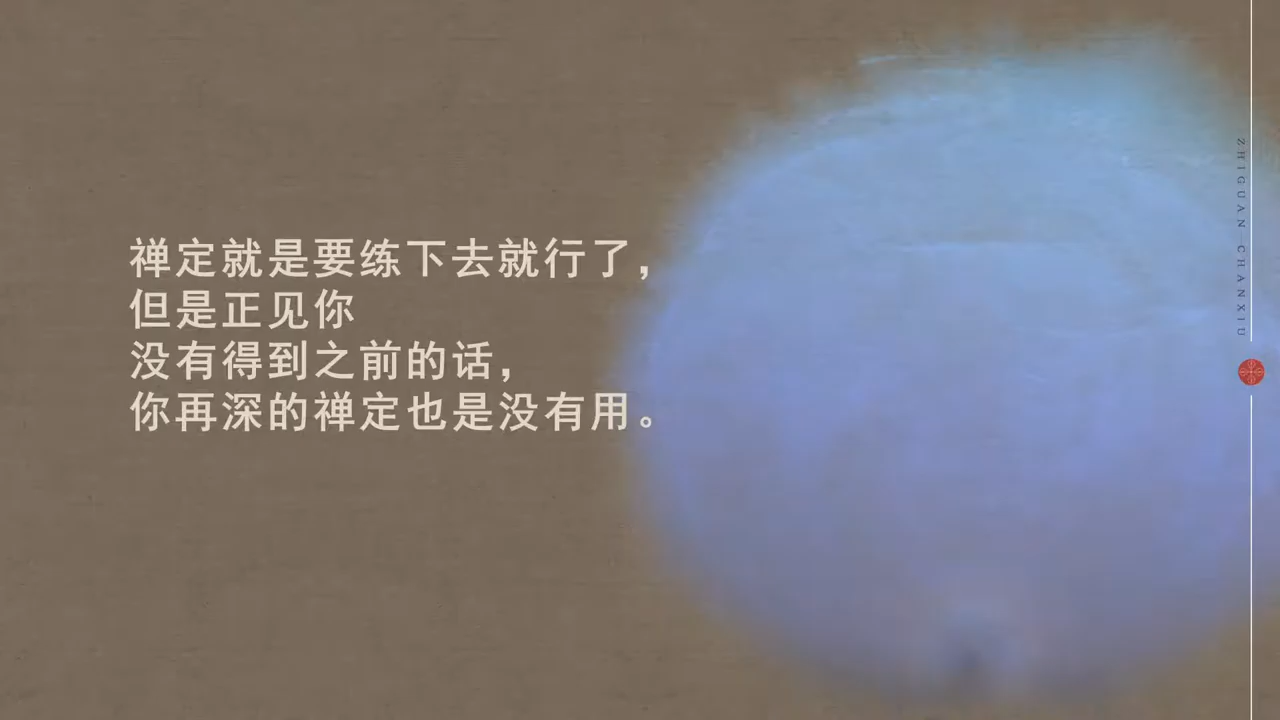 禅定就是要练下去就行了，
但是正见你
没有得到之前的话，
你再深的禅定也是没有用。
ZHIGUAN CHANXIU